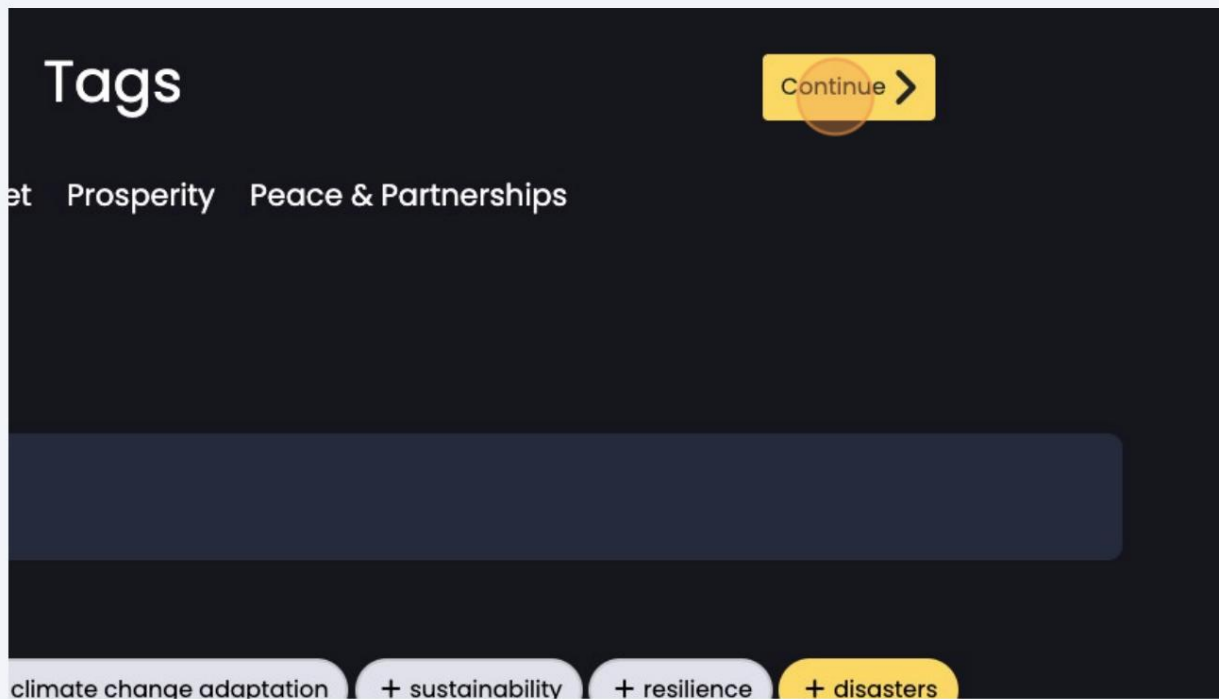 Tags
Continue
et Prosperity Peace & Partnerships
climate change adaptation + sustainability + resilience + disasters